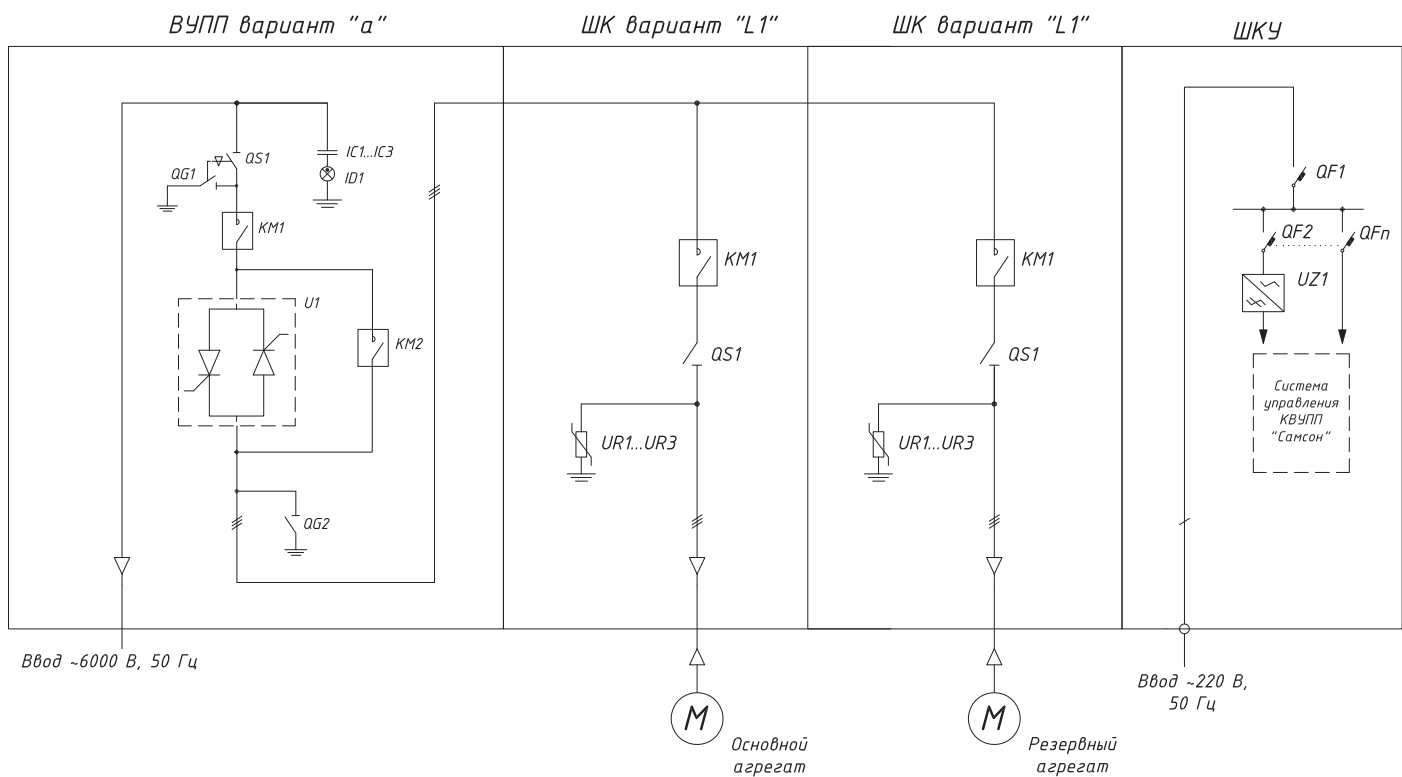 ВУПП вариант "а"
ШК вариант "L1"
ШК вариант "L1"
ШКУ
QS1
QG1
IC1...IC3
ID1
KM1
U1
KM2
QG2
Ввод ~6000 В, 50 Гц
KM1
QS1
UR1...UR3
M
Основной
агрегат
KM1
QS1
UR1...UR3
M
Резервный
агрегат
QF1
QF2
QFn
UZ1
Система
управления
КВУПП
"Самсон"
Ввод ~220 В,
50 Гц